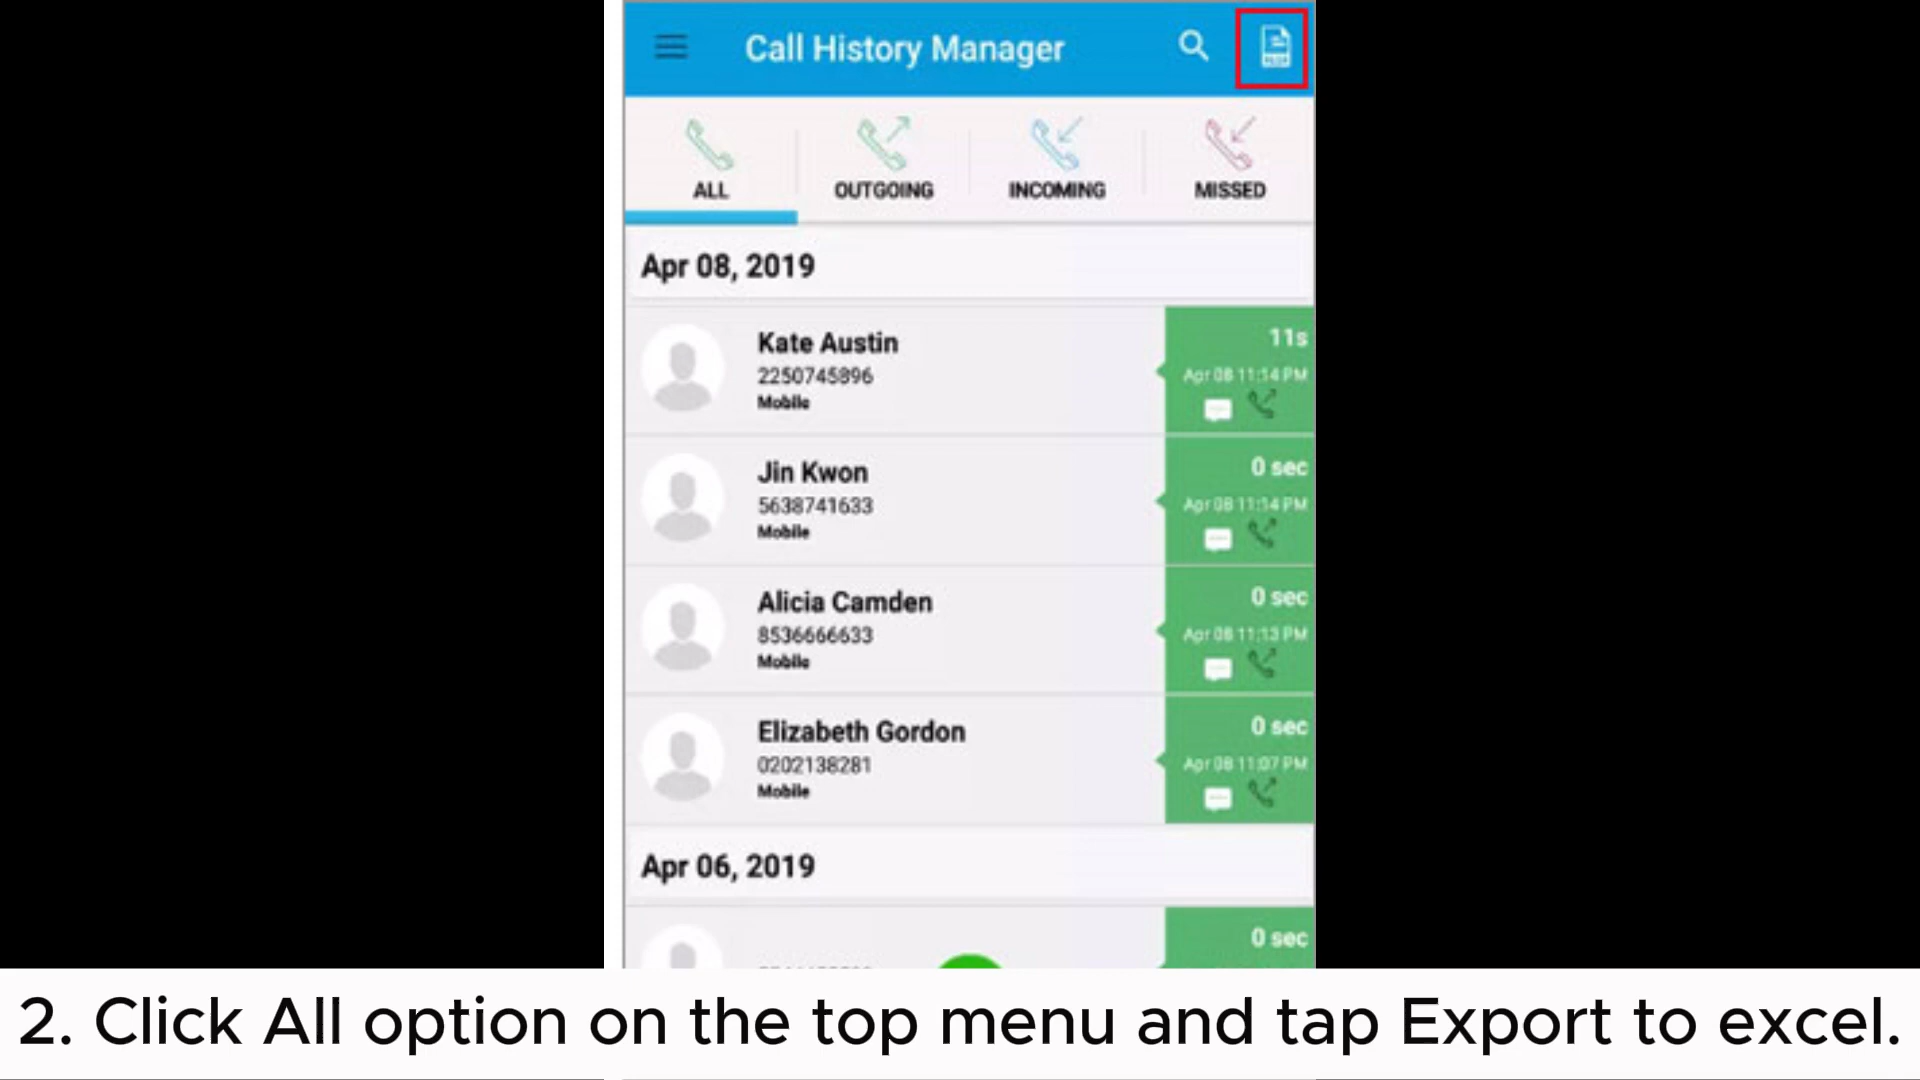 Call History Manager
ALL OUTGOING INCOMING MISSED
Apr 08, 2019
Kate Austin
11s
2250745896
Apr 08 11:14 PM
Mobile
Jin Kwon
0 sec
5638741633
Apr 08 11:14 PM
Mobile
Alicia Camden
0 sec
8536666633
Apr 08 11:13 PM
Mobile
Elizabeth Gordon
0 sec
0202138281
Apr 08 11:07 PM
Mobile
Apr 06, 2019
0 sec
2. Click All option on the top menu and tap Export to excel.